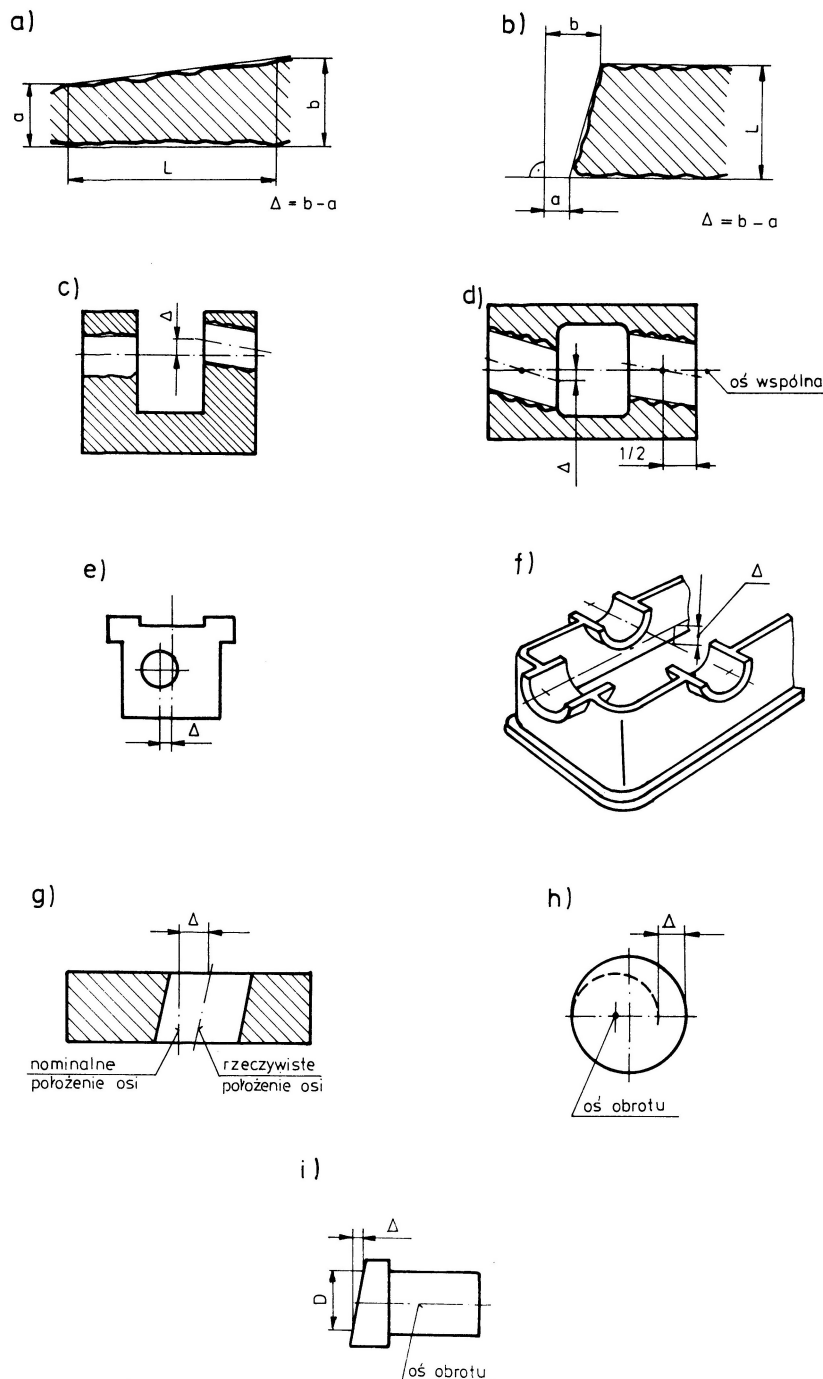 a)
b)
b
a
b
L
L
a
Δ = b-a
Δ = b-a
c)
d)
Δ
oś wspólna
1/2
Δ
e)
f)
Δ
Δ
g)
h)
Δ
Δ
nominalne
położenie osi
rzeczywiste
położenie osi
oś obrotu
i)
Δ
D
oś obrotu